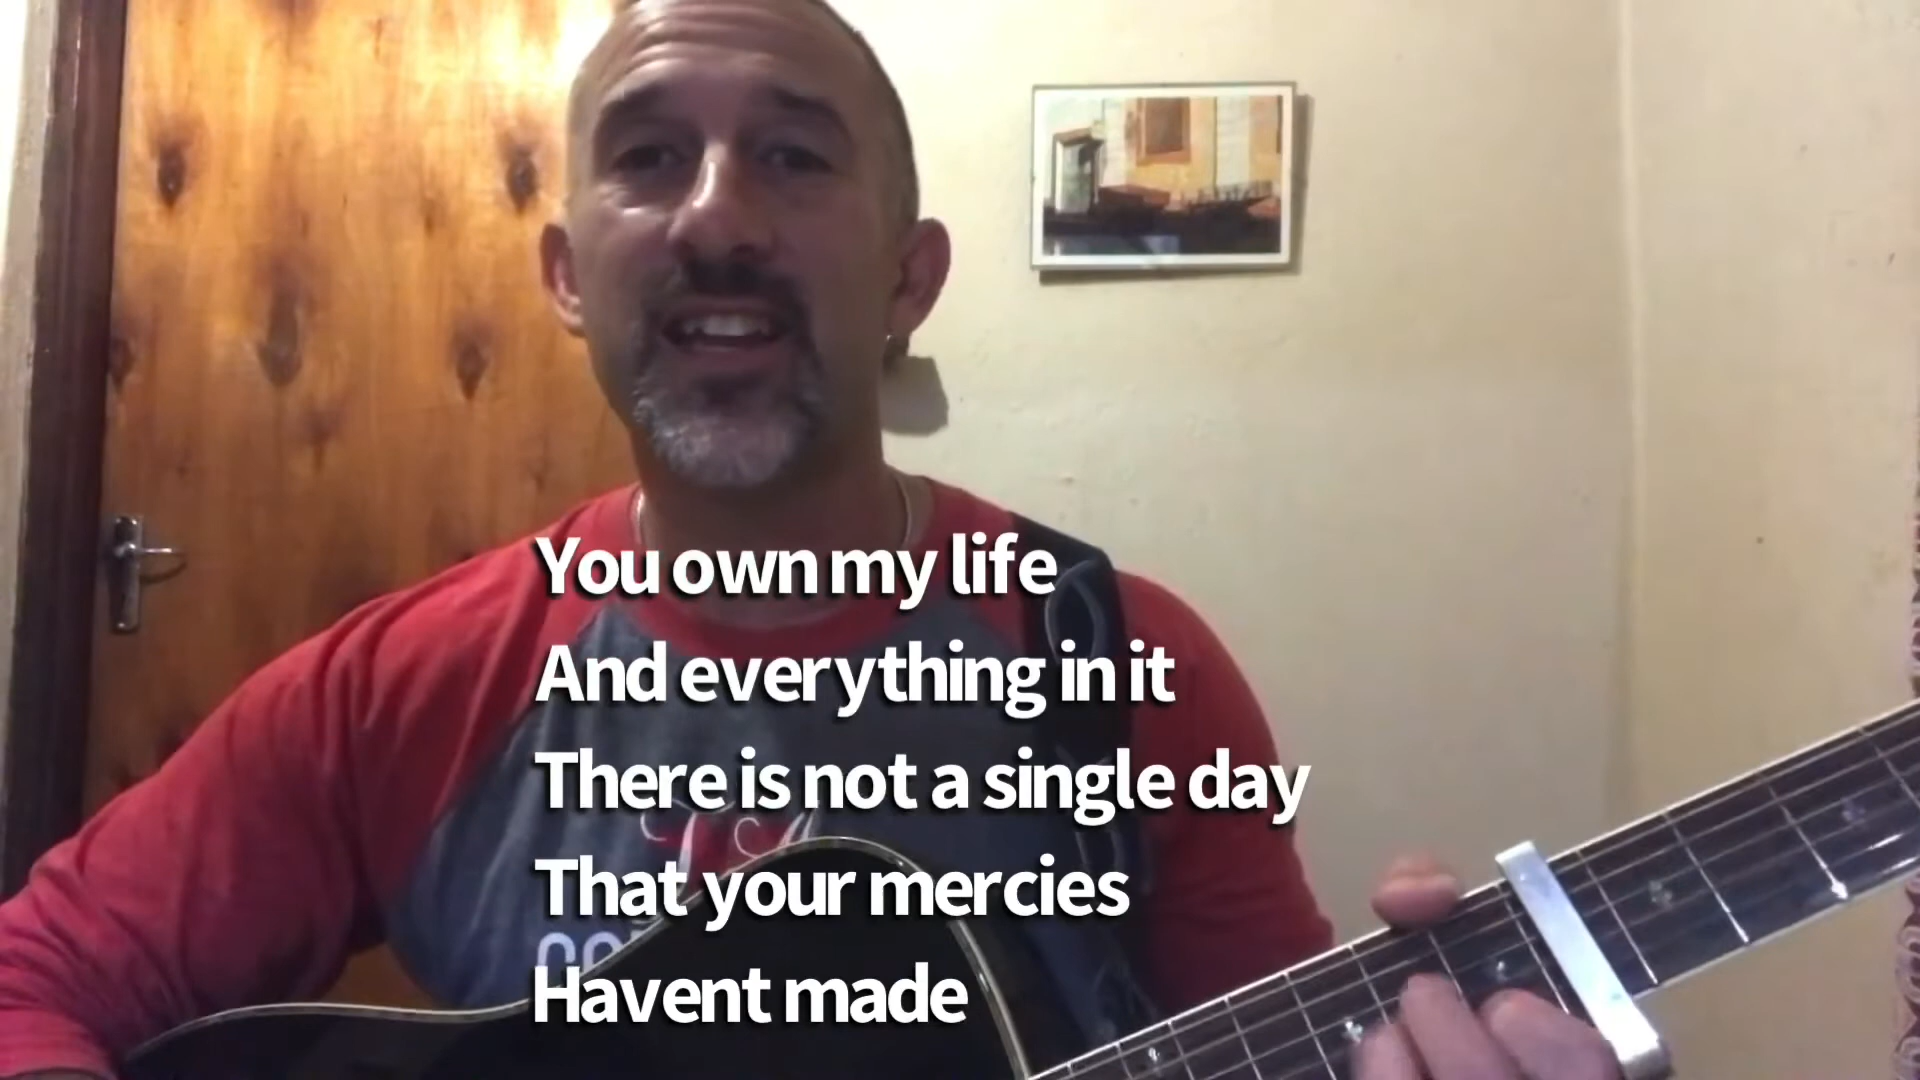 You own my life
And everything in it
There is not a single day
That your mercies
Havent made